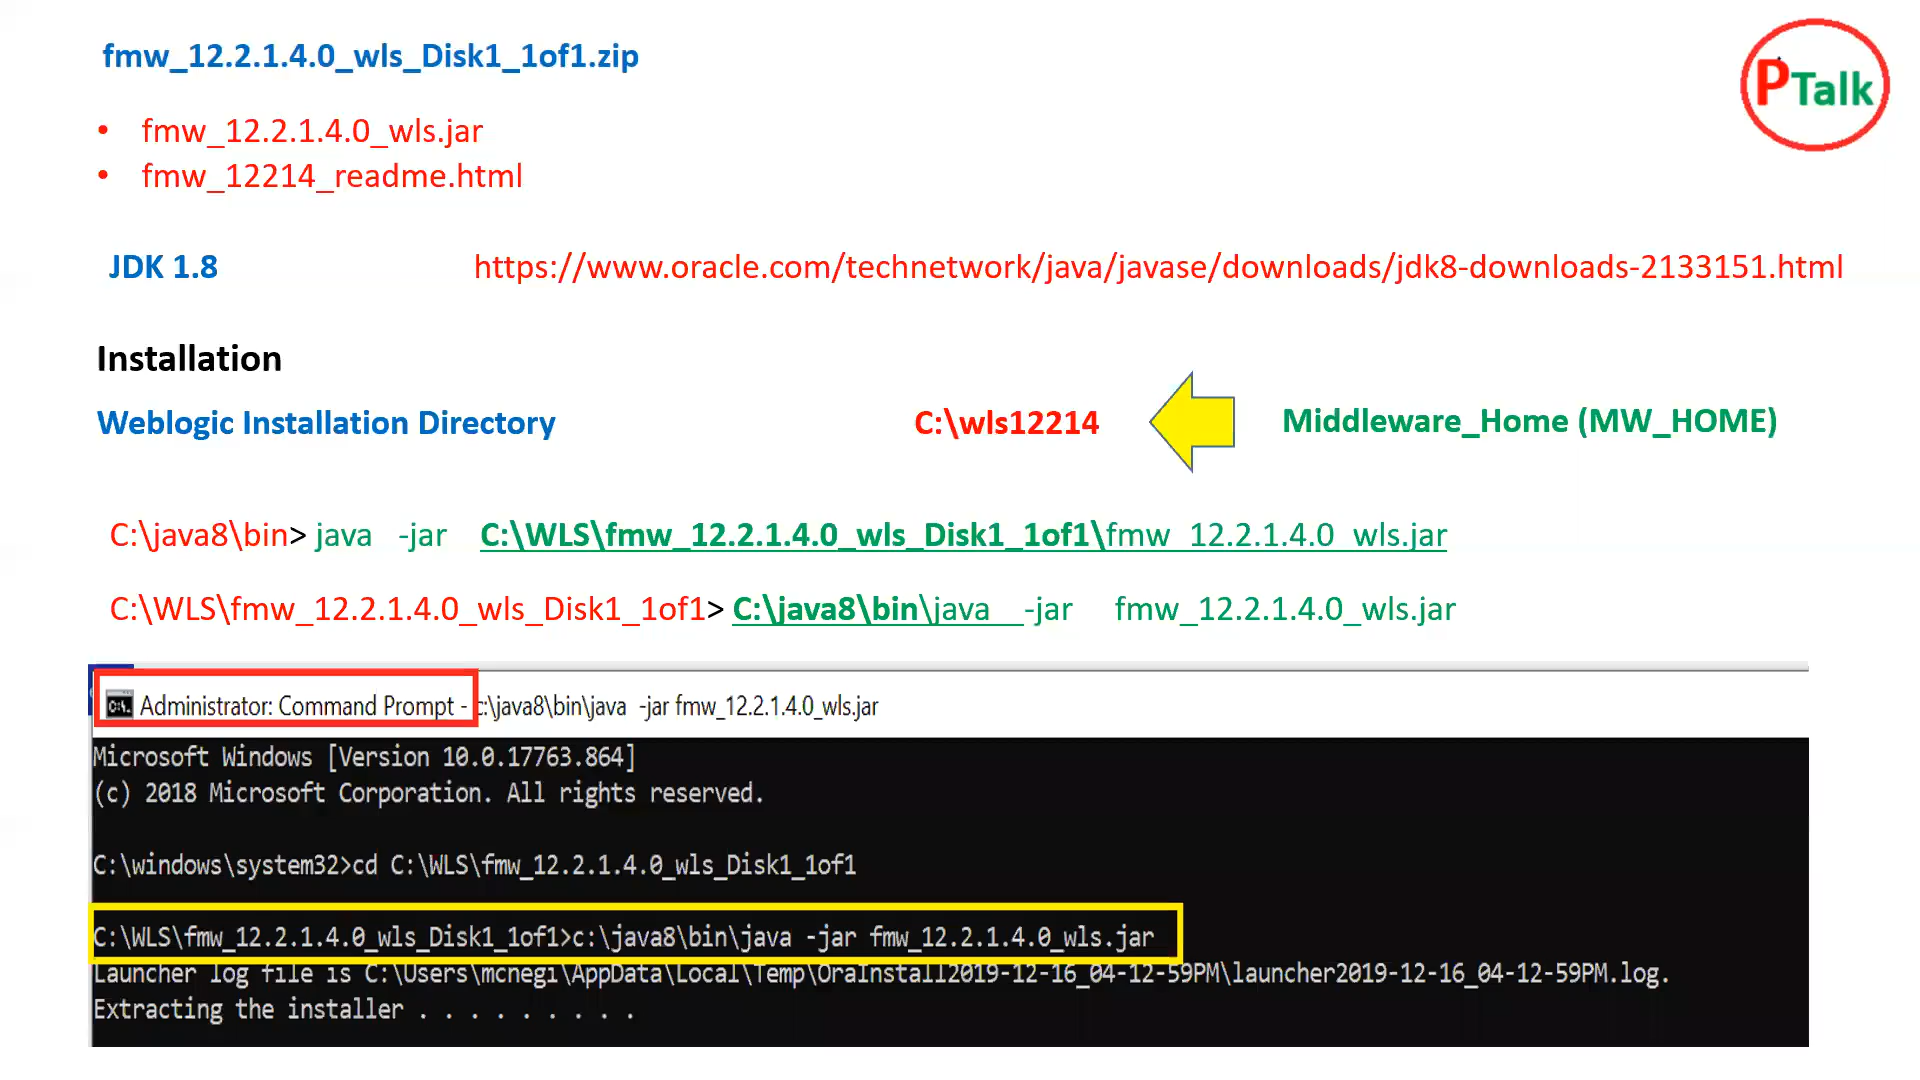 fmw_12.2.1.4.0_wls_Disk1_1of1.zip
PTalk
• fmw_12.2.1.4.0_wls.jar
• fmw_12214_readme.html
JDK 1.8 https://www.oracle.com/technetwork/java/javase/downloads/jdk8-downloads-2133151.html
Installation
Weblogic Installation Directory C:\wls12214 Middleware_Home (MW_HOME)
C:\java8\bin> java -jar C:\WLS\fmw_12.2.1.4.0_wls_Disk1_1of1\fmw_12.2.1.4.0_wls.jar
C:\WLS\fmw_12.2.1.4.0_wls_Disk1_1of1> C:\java8\bin\java -jar fmw_12.2.1.4.0_wls.jar
Administrator: Command Prompt - c:\java8\bin\java -jar fmw_12.2.1.4.0_wls.jar
Microsoft Windows [Version 10.0.17763.864]
(c) 2018 Microsoft Corporation. All rights reserved.
C:\windows\system32>cd C:\WLS\fmw_12.2.1.4.0_wls_Disk1_1of1
C:\WLS\fmw_12.2.1.4.0_wls_Disk1_1of1>c:\java8\bin\java -jar fmw_12.2.1.4.0_wls.jar
Launcher log file is C:\Users\mcnegi\AppData\Local\Temp\OraInstall2019-12-16_04-12-59PM\launcher2019-12-16_04-12-59PM.log.
Extracting the installer . . . . . . . . .